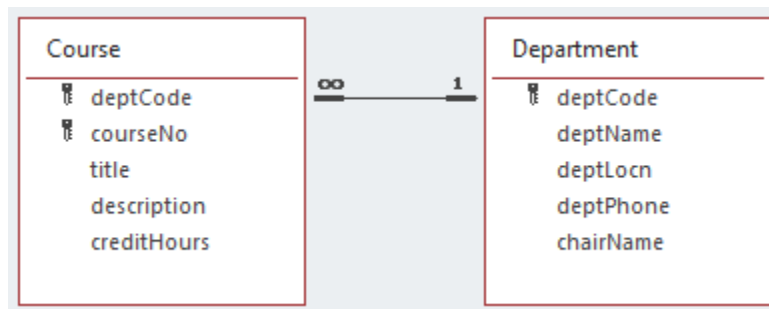 Course
deptCode
courseNo
title
description
creditHours
∞ 1
Department
deptCode
deptName
deptLocn
deptPhone
chairName